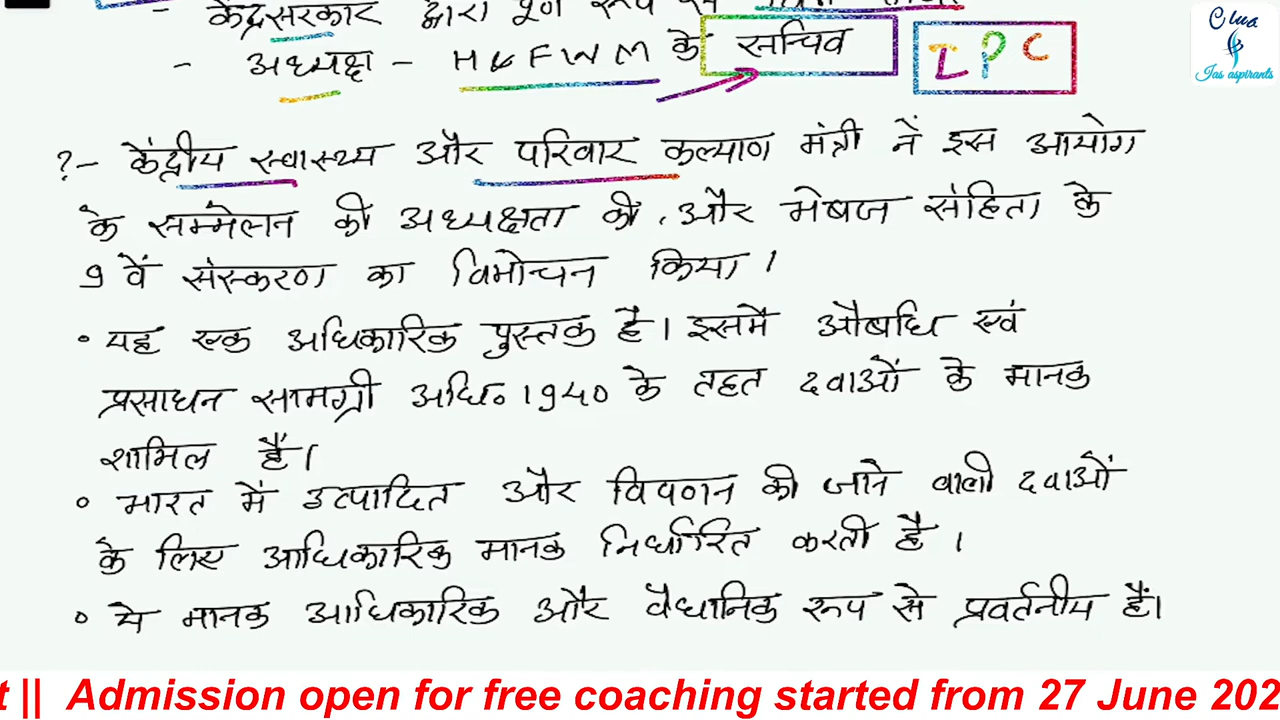 - केंद्रसरकार द्वारा पूर्ण रूप से
- अध्यक्ष - H & F W M के सचिव
IPC
Clue
Ias aspirants
?- केंद्रीय स्वास्थ्य और परिवार कल्याण मंत्री ने इस आयोग
के सम्मेलन की अध्यक्षता की, और भेषज संहिता के
9 वें संस्करण का विमोचन किया।
• यह एक अधिकारिक पुस्तक है। इसमें औषधि एवं
प्रसाधन सामग्री अधि० 1940 के तहत दवाओं के मानक
शामिल हैं।
• भारत में उत्पादित और विपणन की जाने वाली दवाओं
के लिए आधिकारिक मानक निर्धारित करती है।
• ये मानक आधिकारिक और वैधानिक रूप से प्रवर्तनीय हैं।
t || Admission open for free coaching started from 27 June 202